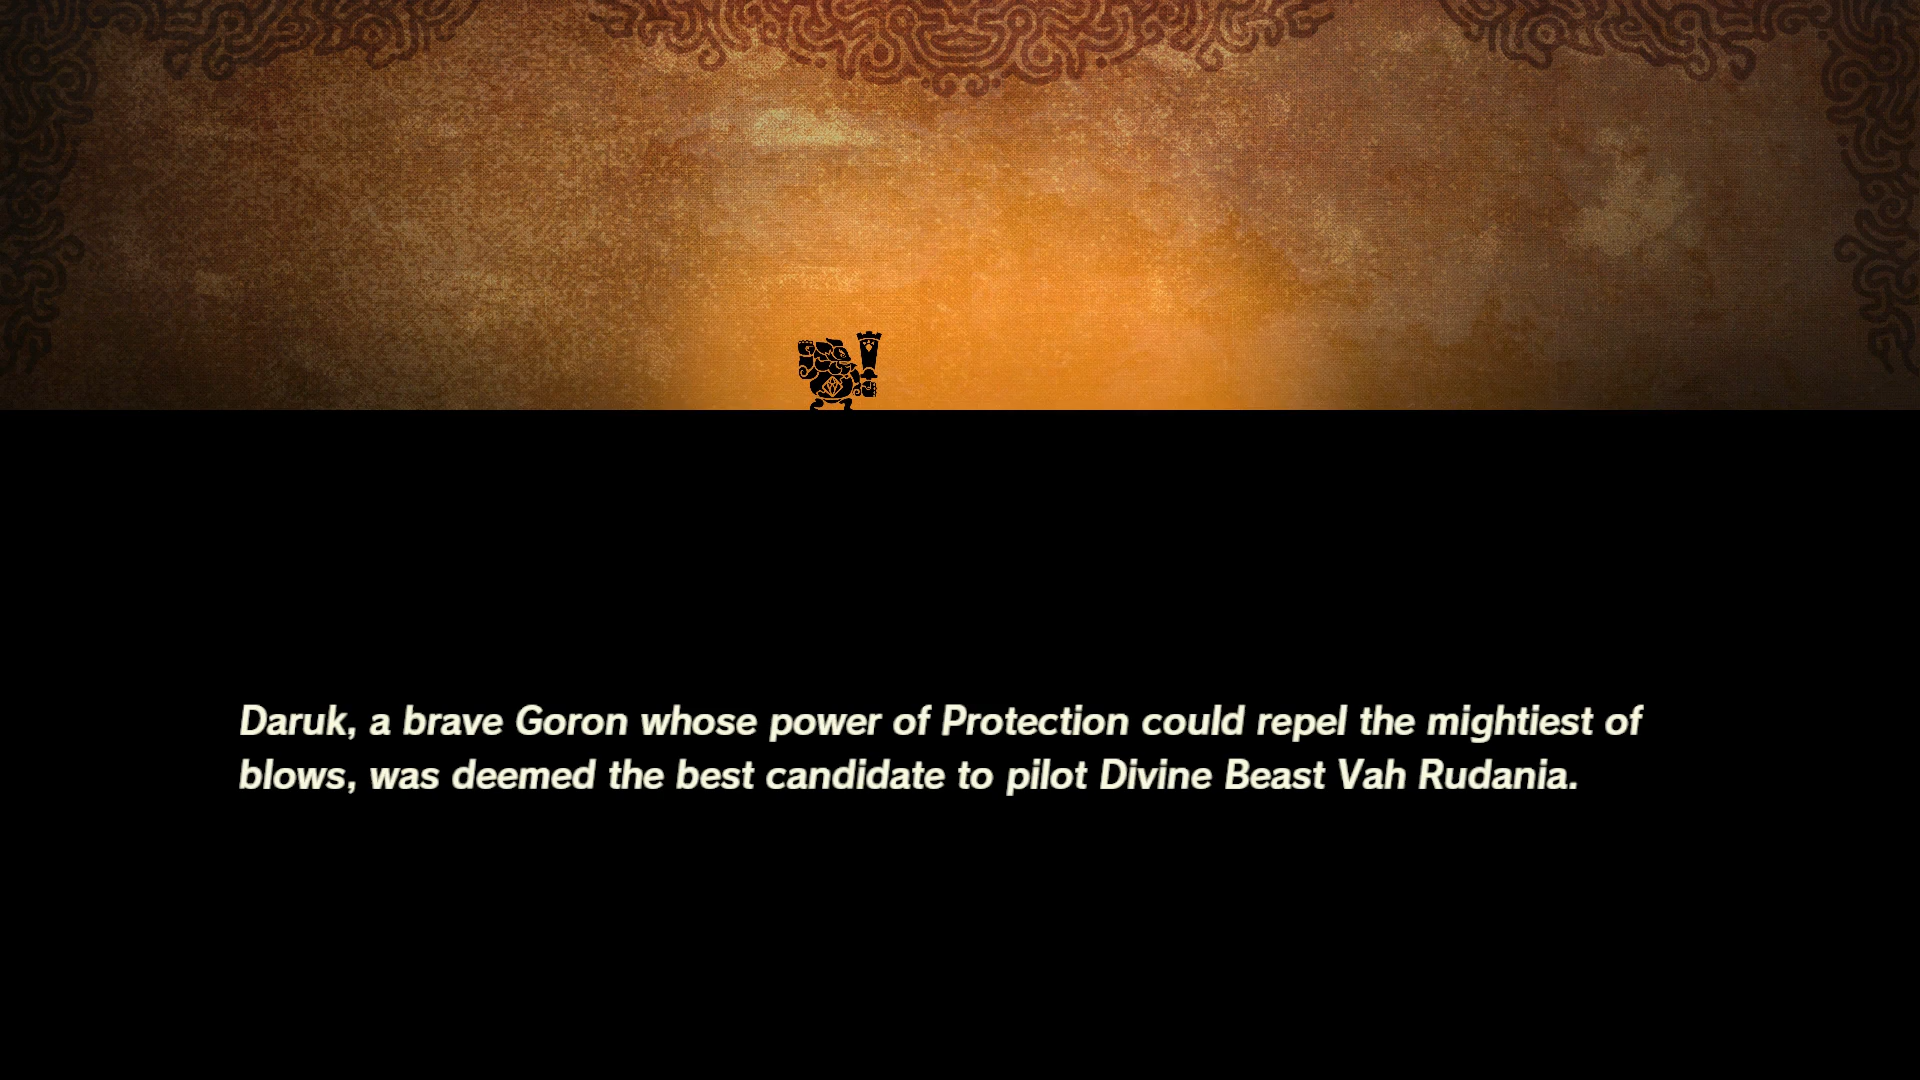 Daruk, a brave Goron whose power of Protection could repel the mightiest of
blows, was deemed the best candidate to pilot Divine Beast Vah Rudania.